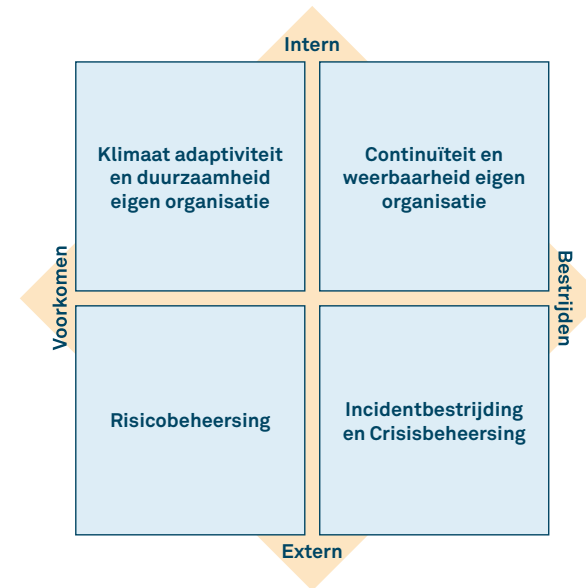 Intern
Klimaat adaptiviteit
en duurzaamheid
eigen organisatie
Continuïteit en
weerbaarheid eigen
organisatie
Voorkomen
Bestrijden
Risicobeheersing
Incidentbestrijding
en Crisisbeheersing
Extern